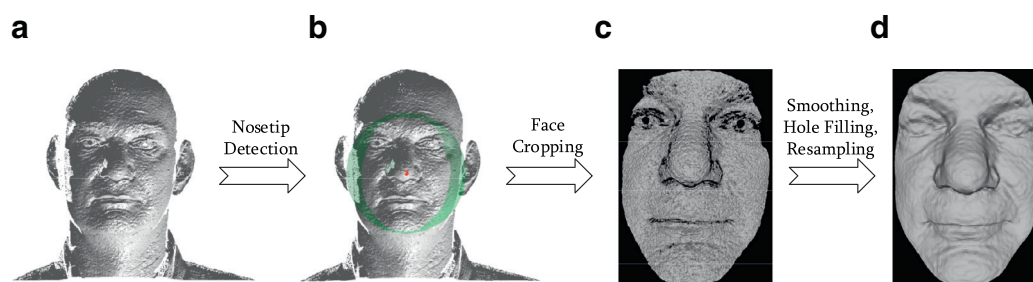 a
b
c
d
Nosetip
Detection
Face
Cropping
Smoothing,
Hole Filling,
Resampling